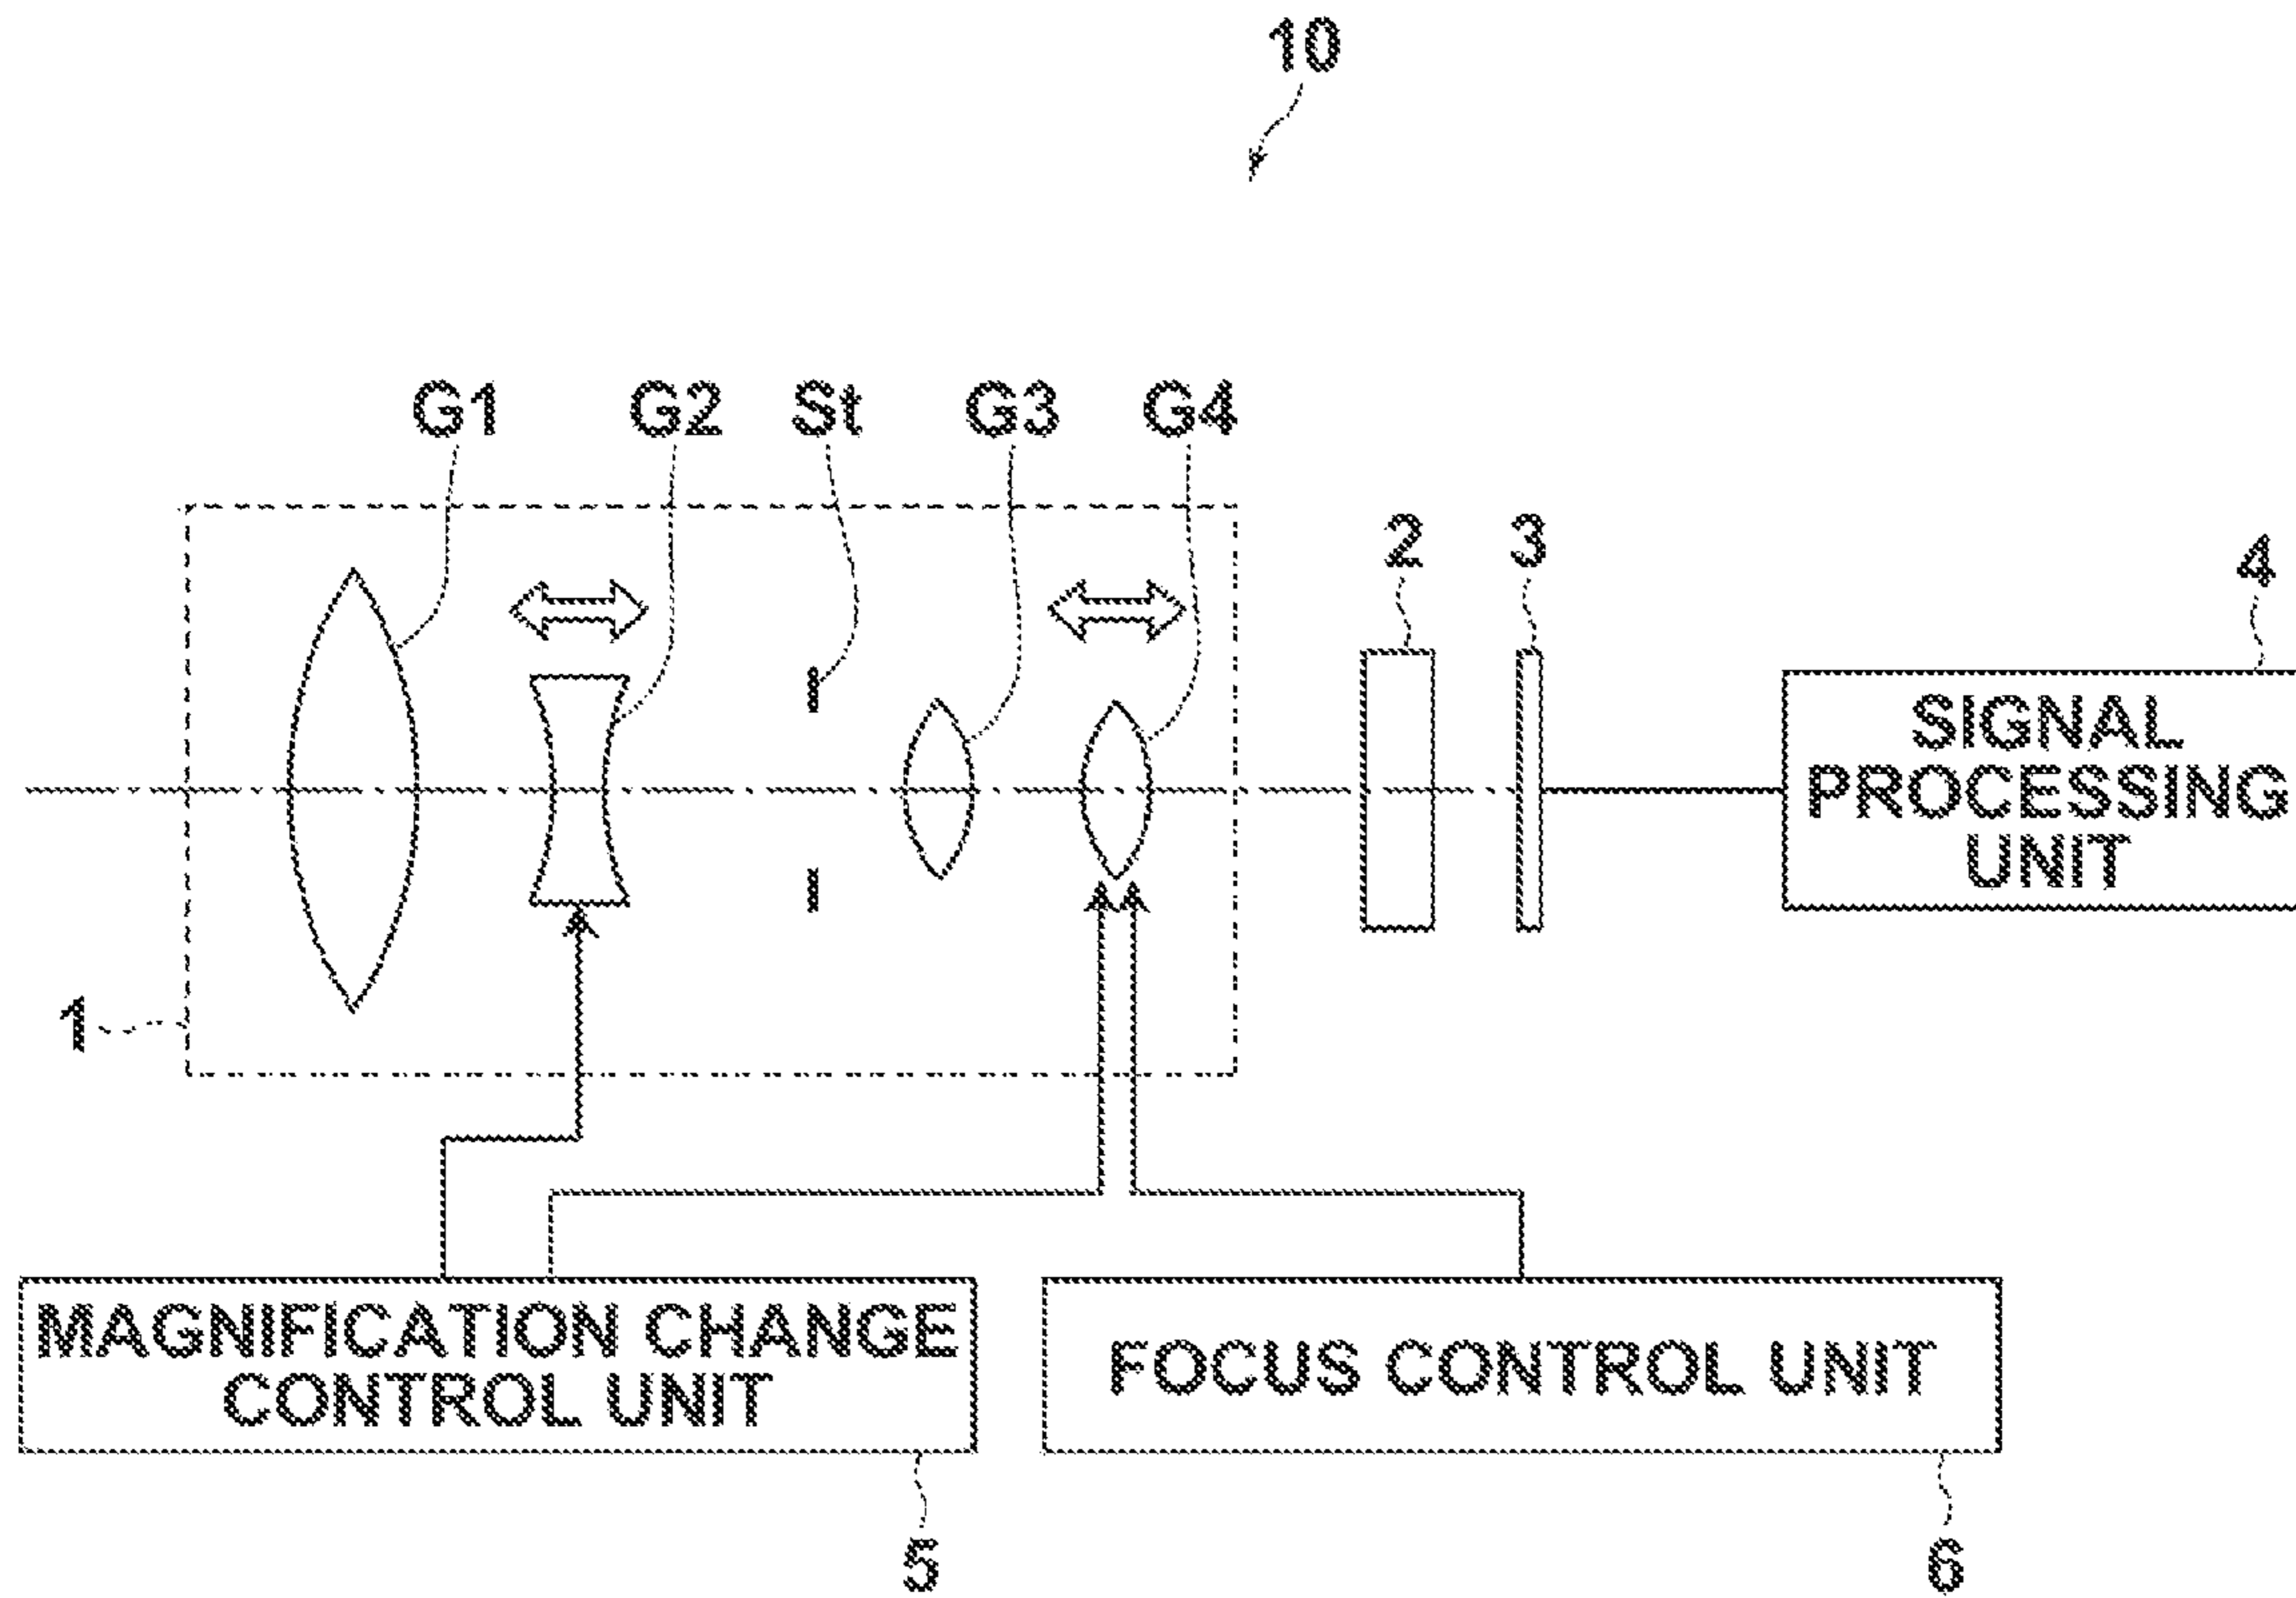 10
G1 G2 St G3 G4
2 3 4
SIGNAL
PROCESSING
UNIT
1
MAGNIFICATION CHANGE
CONTROL UNIT
FOCUS CONTROL UNIT
5 6